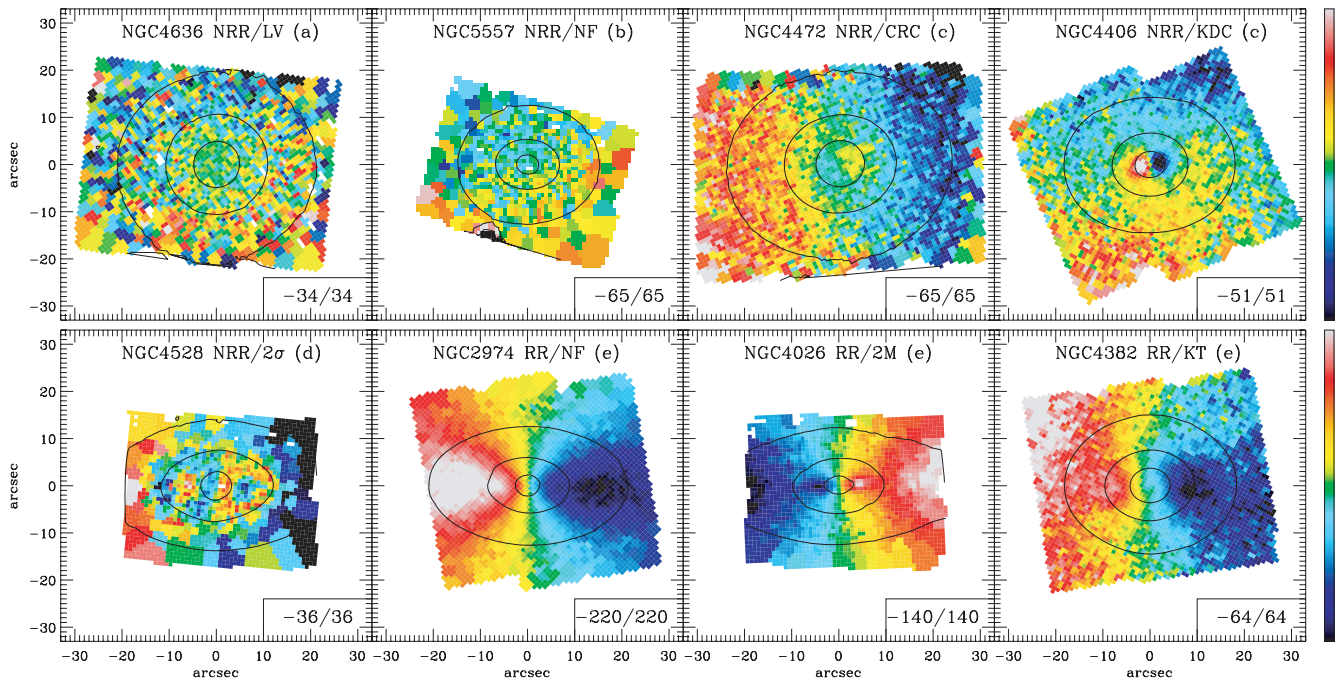 NGC4636 NRR/LV (a)
NGC5557 NRR/NF (b)
NGC4472 NRR/CRC (c)
NGC4406 NRR/KDC (c)
30
20
10
0
−10
−20
−30
arcsec
−34/34
−65/65
−65/65
−51/51
NGC4528 NRR/2σ (d)
NGC2974 RR/NF (e)
NGC4026 RR/2M (e)
NGC4382 RR/KT (e)
30
20
10
0
−10
−20
−30
arcsec
−36/36
−220/220
−140/140
−64/64
−30 −20 −10 0 10 20 30
−20 −10 0 10 20 30
−20 −10 0 10 20 30
−30 −20 −10 0 10 20 30
arcsec
arcsec
arcsec
arcsec